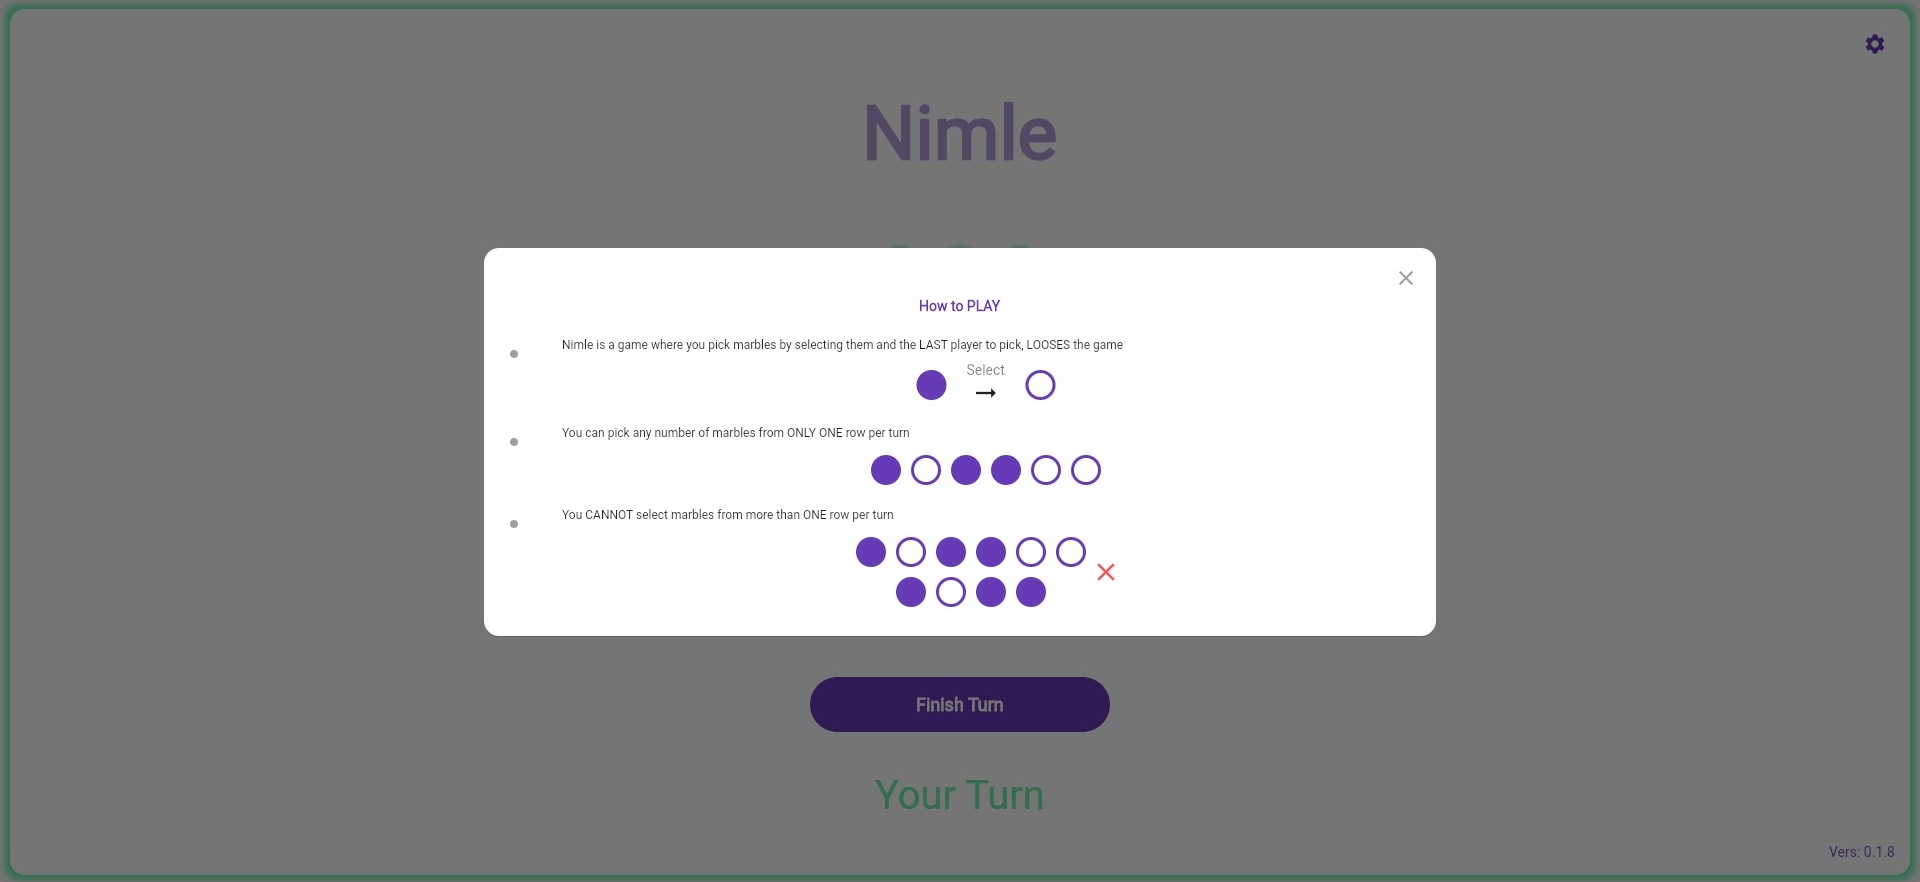 Nimle
How to PLAY
Nimle is a game where you pick marbles by selecting them and the LAST player to pick, LOOSES the game
Select
You can pick any number of marbles from ONLY ONE row per turn
You CANNOT select marbles from more than ONE row per turn
Finish Turn
Your Turn
Vers: 0.1.8